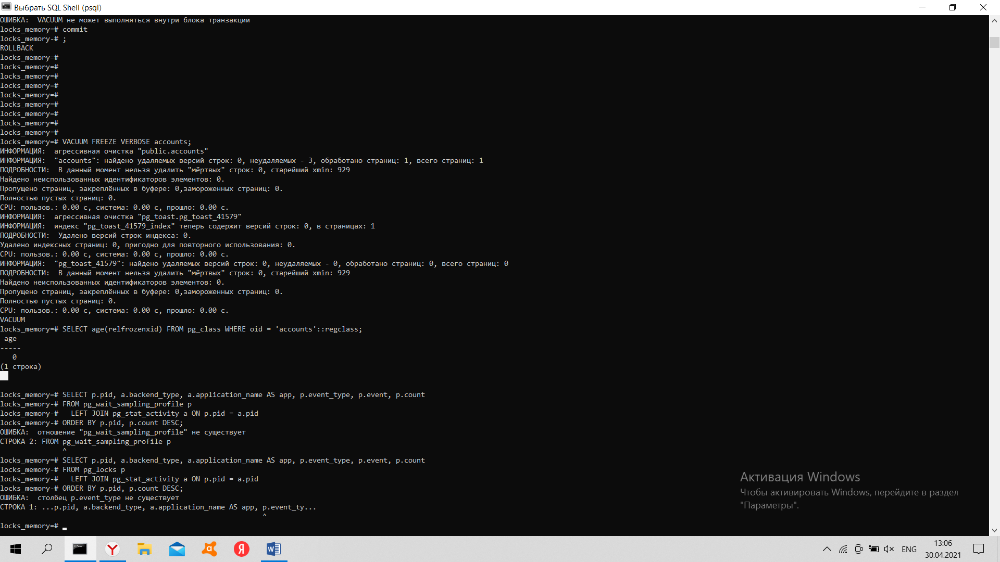 Выбрать SQL Shell (psql)
ОШИБКА:  VACUUM не может выполняться внутри блока транзакции
locks_memory=# commit
locks_memory-# ;
ROLLBACK
locks_memory=#
locks_memory=#
locks_memory=#
locks_memory=#
locks_memory=#
locks_memory=#
locks_memory=#
locks_memory=#
locks_memory=#
locks_memory=# VACUUM FREEZE VERBOSE accounts;
ИНФОРМАЦИЯ:  агрессивная очистка "public.accounts"
ИНФОРМАЦИЯ:  "accounts": найдено удаляемых версий строк: 0, неудаляемых - 3, обработано страниц: 1, всего страниц: 1
ПОДРОБНОСТИ:  В данный момент нельзя удалить "мёртвых" строк: 0, старейший xmin: 929
Найдено неиспользованных идентификаторов элементов: 0.
Пропущено страниц, закреплённых в буфере: 0,замороженных страниц: 0.
Полностью пустых страниц: 0.
CPU: пользов.: 0.00 с, система: 0.00 с, прошло: 0.00 с.
ИНФОРМАЦИЯ:  агрессивная очистка "pg_toast.pg_toast_41579"
ИНФОРМАЦИЯ:  индекс "pg_toast_41579_index" теперь содержит версий строк: 0, в страницах: 1
ПОДРОБНОСТИ:  Удалено версий строк индекса: 0.
Удалено индексных страниц: 0, пригодно для повторного использования: 0.
CPU: пользов.: 0.00 с, система: 0.00 с, прошло: 0.00 с.
ИНФОРМАЦИЯ:  "pg_toast_41579": найдено удаляемых версий строк: 0, неудаляемых - 0, обработано страниц: 0, всего страниц: 0
ПОДРОБНОСТИ:  В данный момент нельзя удалить "мёртвых" строк: 0, старейший xmin: 929
Найдено неиспользованных идентификаторов элементов: 0.
Пропущено страниц, закреплённых в буфере: 0,замороженных страниц: 0.
Полностью пустых страниц: 0.
CPU: пользов.: 0.00 с, система: 0.00 с, прошло: 0.00 с.
VACUUM
locks_memory=# SELECT age(relfrozenxid) FROM pg_class WHERE oid = 'accounts'::regclass;
 age
-----
   0
(1 строка)
locks_memory=# SELECT p.pid, a.backend_type, a.application_name AS app, p.event_type, p.event, p.count
locks_memory-# FROM pg_wait_sampling_profile p
locks_memory-#   LEFT JOIN pg_stat_activity a ON p.pid = a.pid
locks_memory-# ORDER BY p.pid, p.count DESC;
ОШИБКА:  отношение "pg_wait_sampling_profile" не существует
СТРОКА 2: FROM pg_wait_sampling_profile p
^
locks_memory=# SELECT p.pid, a.backend_type, a.application_name AS app, p.event_type, p.event, p.count
locks_memory-# FROM pg_locks p
locks_memory-#   LEFT JOIN pg_stat_activity a ON p.pid = a.pid
locks_memory-# ORDER BY p.pid, p.count DESC;
ОШИБКА:  столбец p.event_type не существует
СТРОКА 1: ...p.pid, a.backend_type, a.application_name AS app, p.event_ty...
^
locks_memory=#
Активация Windows
Чтобы активировать Windows, перейдите в раздел
"Параметры".
ENG
13:06
30.04.2021